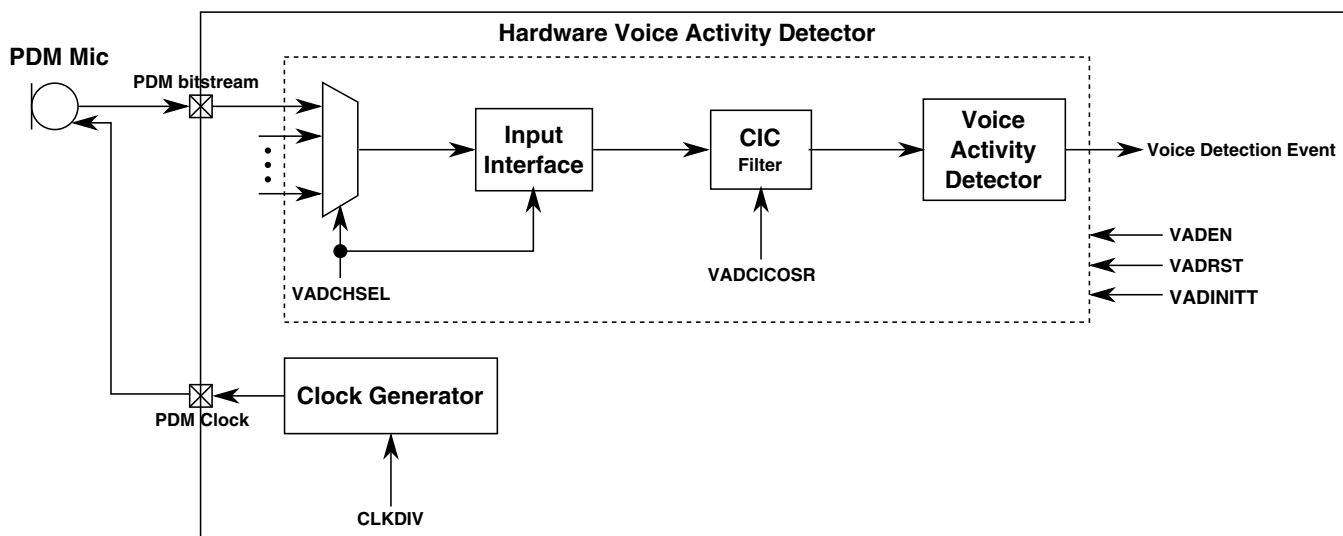 Hardware Voice Activity Detector
PDM Mic
PDM bitstream
Input
Interface
CIC
Filter
Voice
Activity
Detector
Voice Detection Event
VADEN
VADRST
VADINITT
VADCHSEL
VADCICOSR
Clock Generator
PDM Clock
CLKDIV